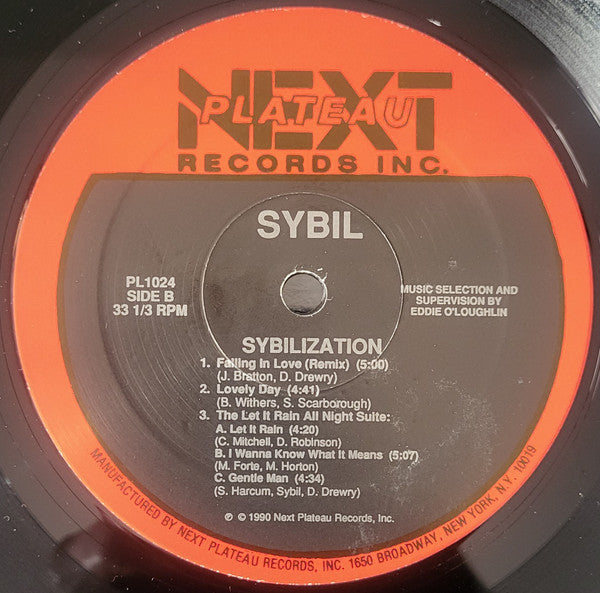 NEXT
PLATEAU
RECORDS INC.
SYBIL
PL1024
SIDE B
33 1/3 RPM
MUSIC SELECTION AND
SUPERVISION BY
EDDIE O'LOUGHLIN
SYBILIZATION
1. Falling In Love (Remix) (5:00)
(J. Bratton, D. Drewry)
2. Lovely Day (4:41)
(B. Withers, S. Scarborough)
3. The Let It Rain All Night Suite:
A. Let It Rain (4:20)
(C. Mitchell, D. Robinson)
B. I Wanna Know What It Means (5:07)
(M. Forte, M. Horton)
C. Gentle Man (4:34)
(S. Harcum, Sybil, D. Drewry)
℗ © 1990 Next Plateau Records, Inc.
MANUFACTURED BY NEXT PLATEAU RECORDS, INC. 1650 BROADWAY, NEW YORK, N.Y. 10019